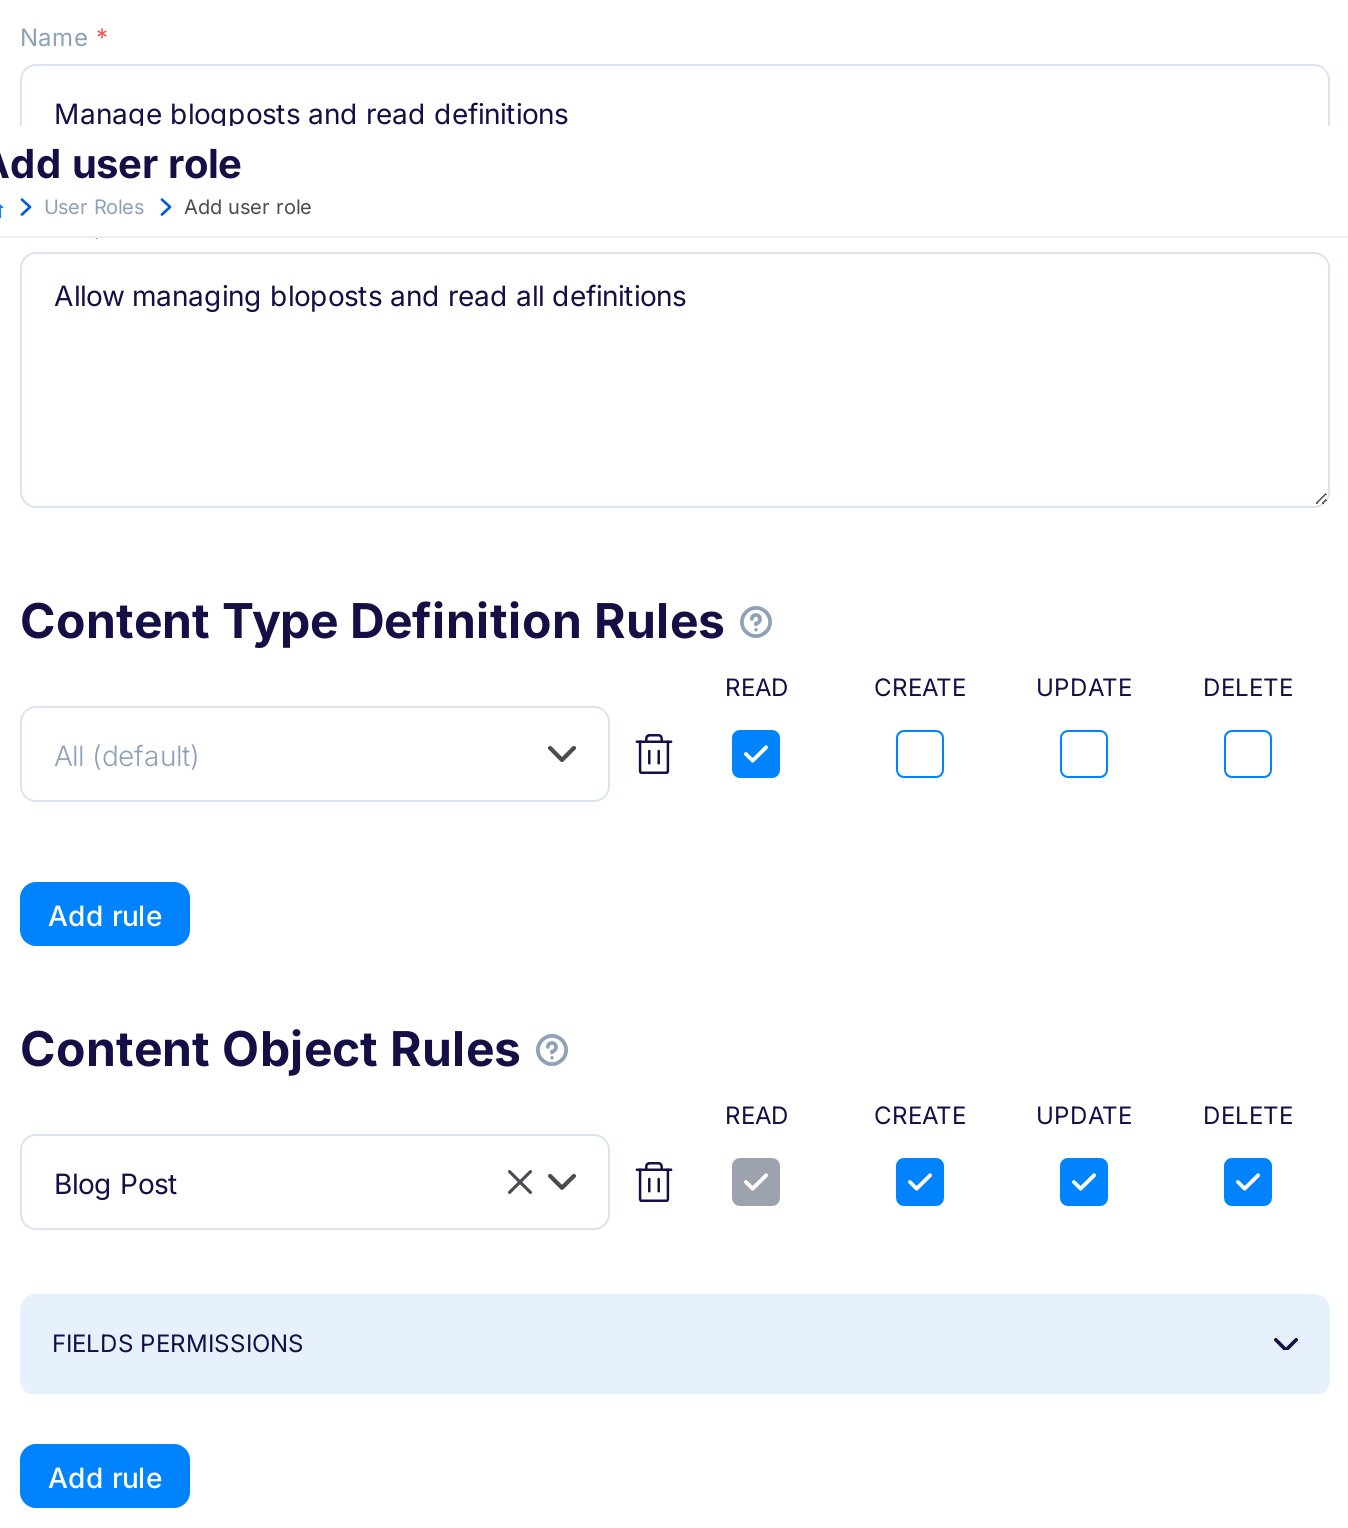 Name *
Manage blogposts and read definitions
Add user role
User Roles
Add user role
Allow managing bloposts and read all definitions
Content Type Definition Rules
READ CREATE UPDATE DELETE
All (default)
Add rule
Content Object Rules
READ CREATE UPDATE DELETE
Blog Post
FIELDS PERMISSIONS
Add rule